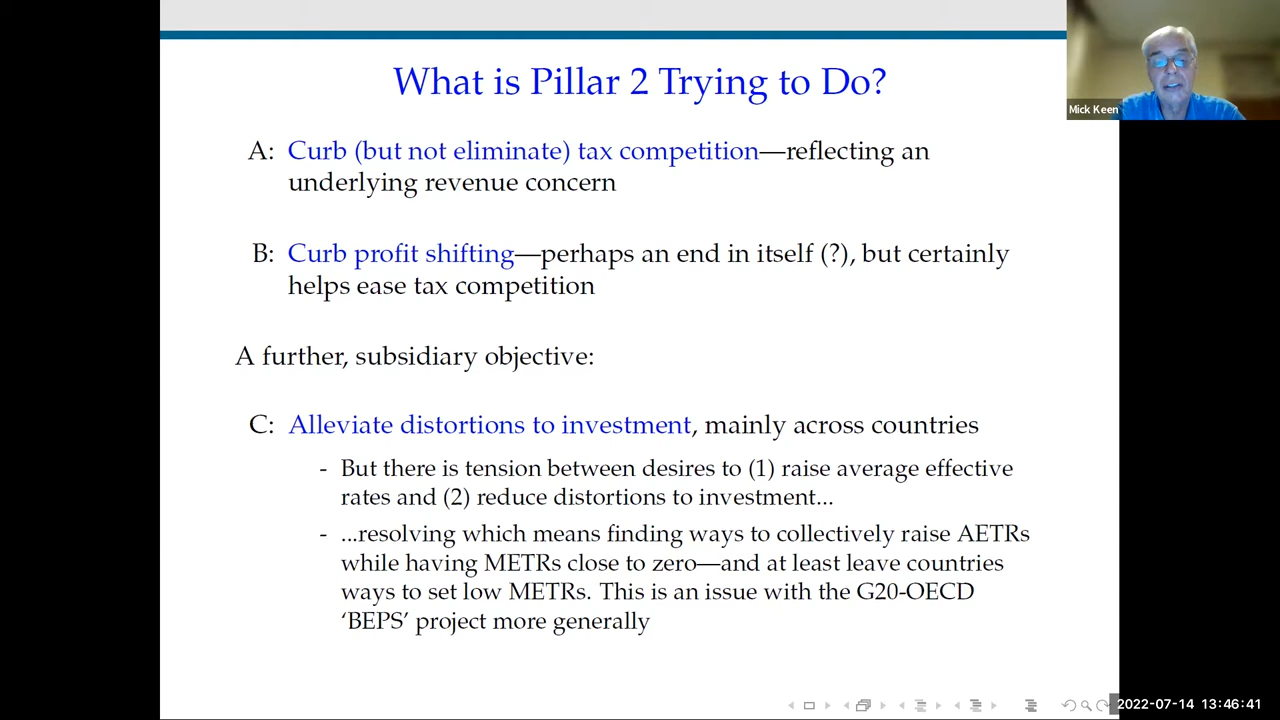 What is Pillar 2 Trying to Do?
Mick Keen
A: Curb (but not eliminate) tax competition—reflecting an
underlying revenue concern
B: Curb profit shifting—perhaps an end in itself (?), but certainly
helps ease tax competition
A further, subsidiary objective:
C: Alleviate distortions to investment, mainly across countries
- But there is tension between desires to (1) raise average effective
rates and (2) reduce distortions to investment...
- ...resolving which means finding ways to collectively raise AETRs
while having METRs close to zero—and at least leave countries
ways to set low METRs. This is an issue with the G20-OECD
‘BEPS’ project more generally
2022-07-14 13:46:41